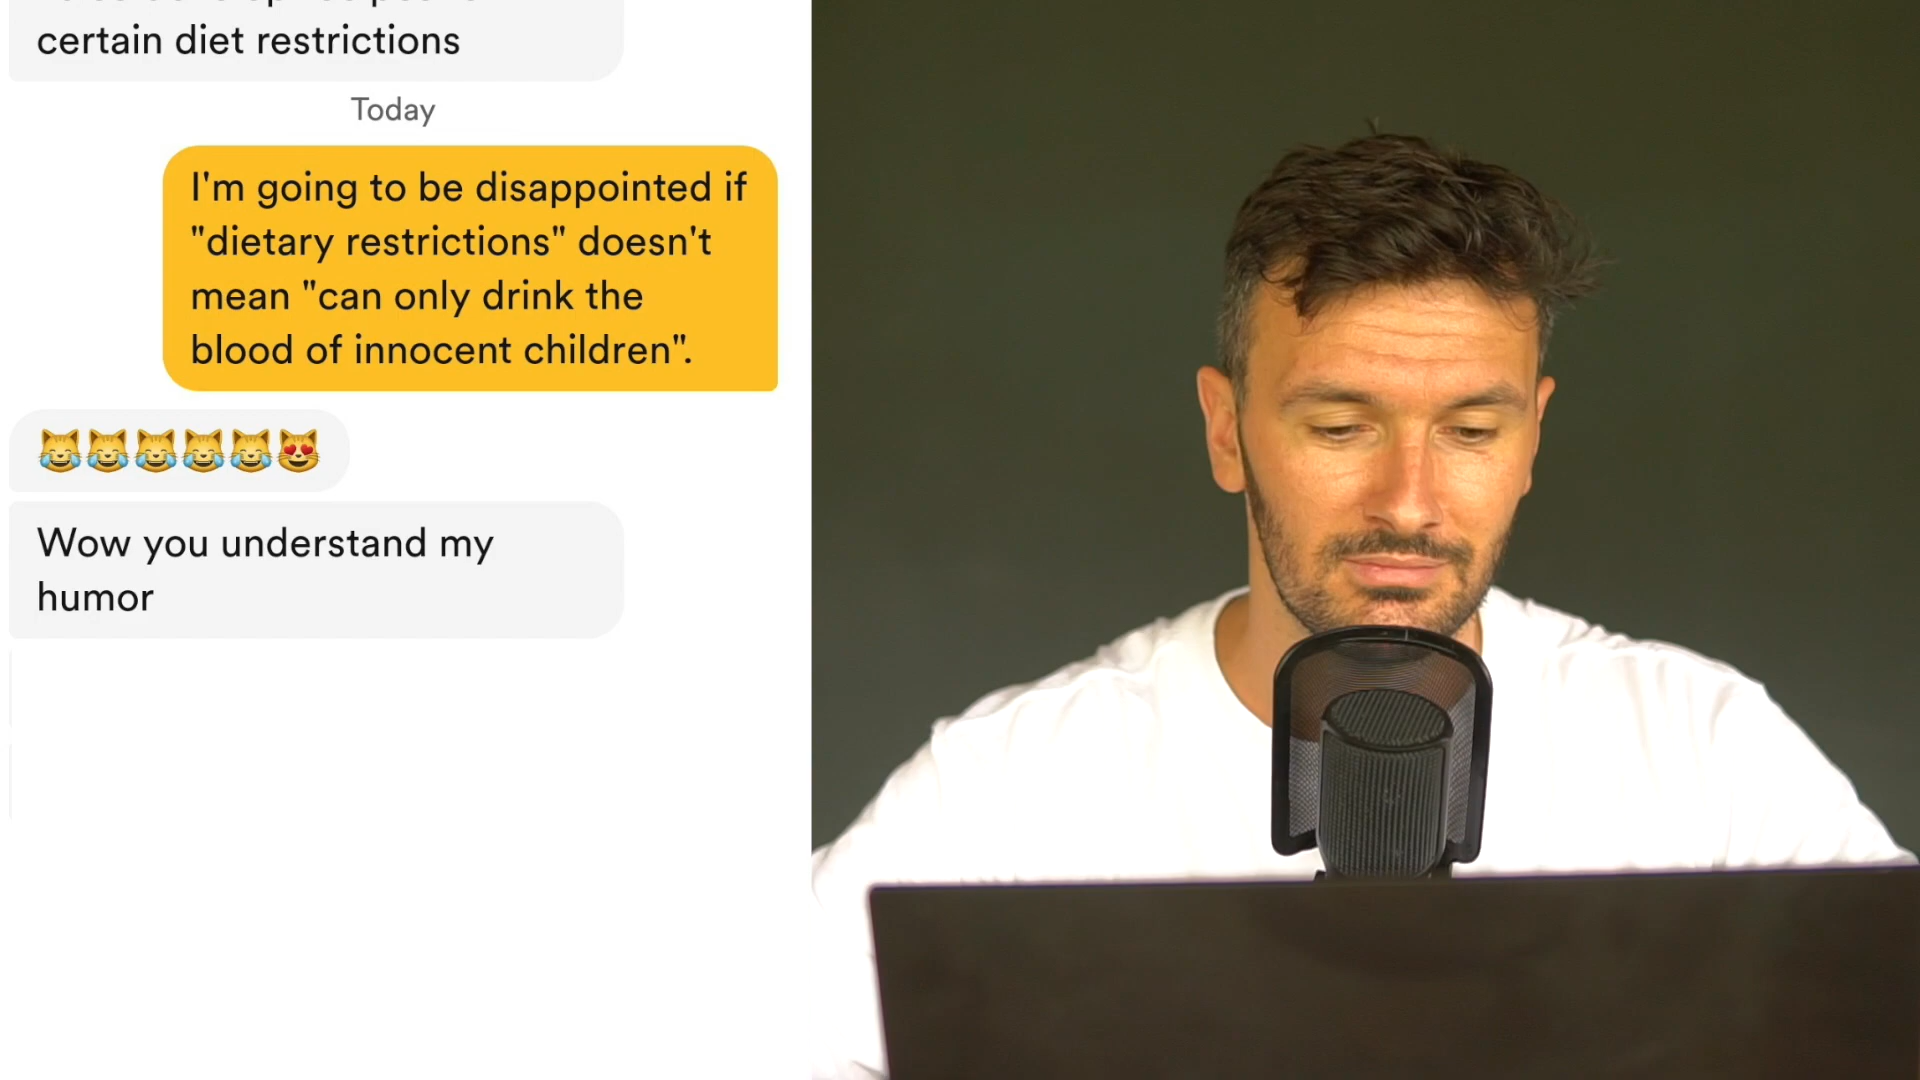 certain diet restrictions
Today
I'm going to be disappointed if
"dietary restrictions" doesn't
mean "can only drink the
blood of innocent children".
😹😹😹😹😹😻
Wow you understand my
humor